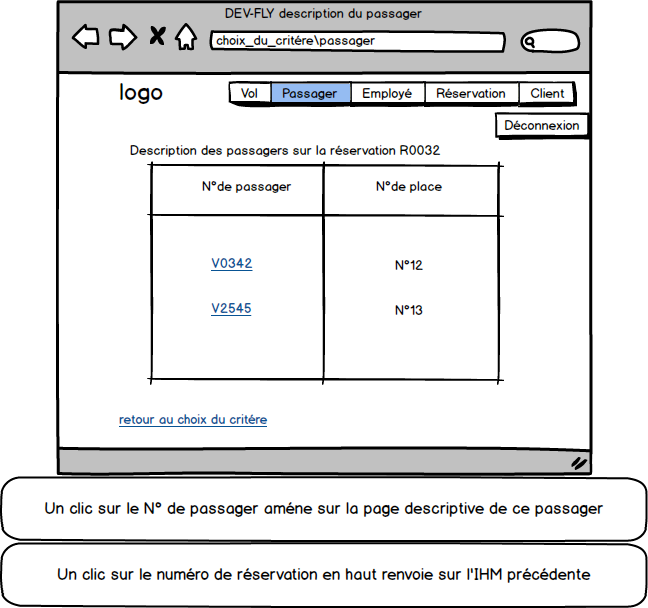 DEV-FLY description du passager
choix_du_critére\passager
logo
Vol Passager Employé Réservation Client
Déconnexion
Description des passagers sur la réservation R0032
N°de passager N°de place
V0342 N°12
V2545 N°13
retour au choix du critére
Un clic sur le N° de passager améne sur la page descriptive de ce passager
Un clic sur le numéro de réservation en haut renvoie sur l'IHM précédente